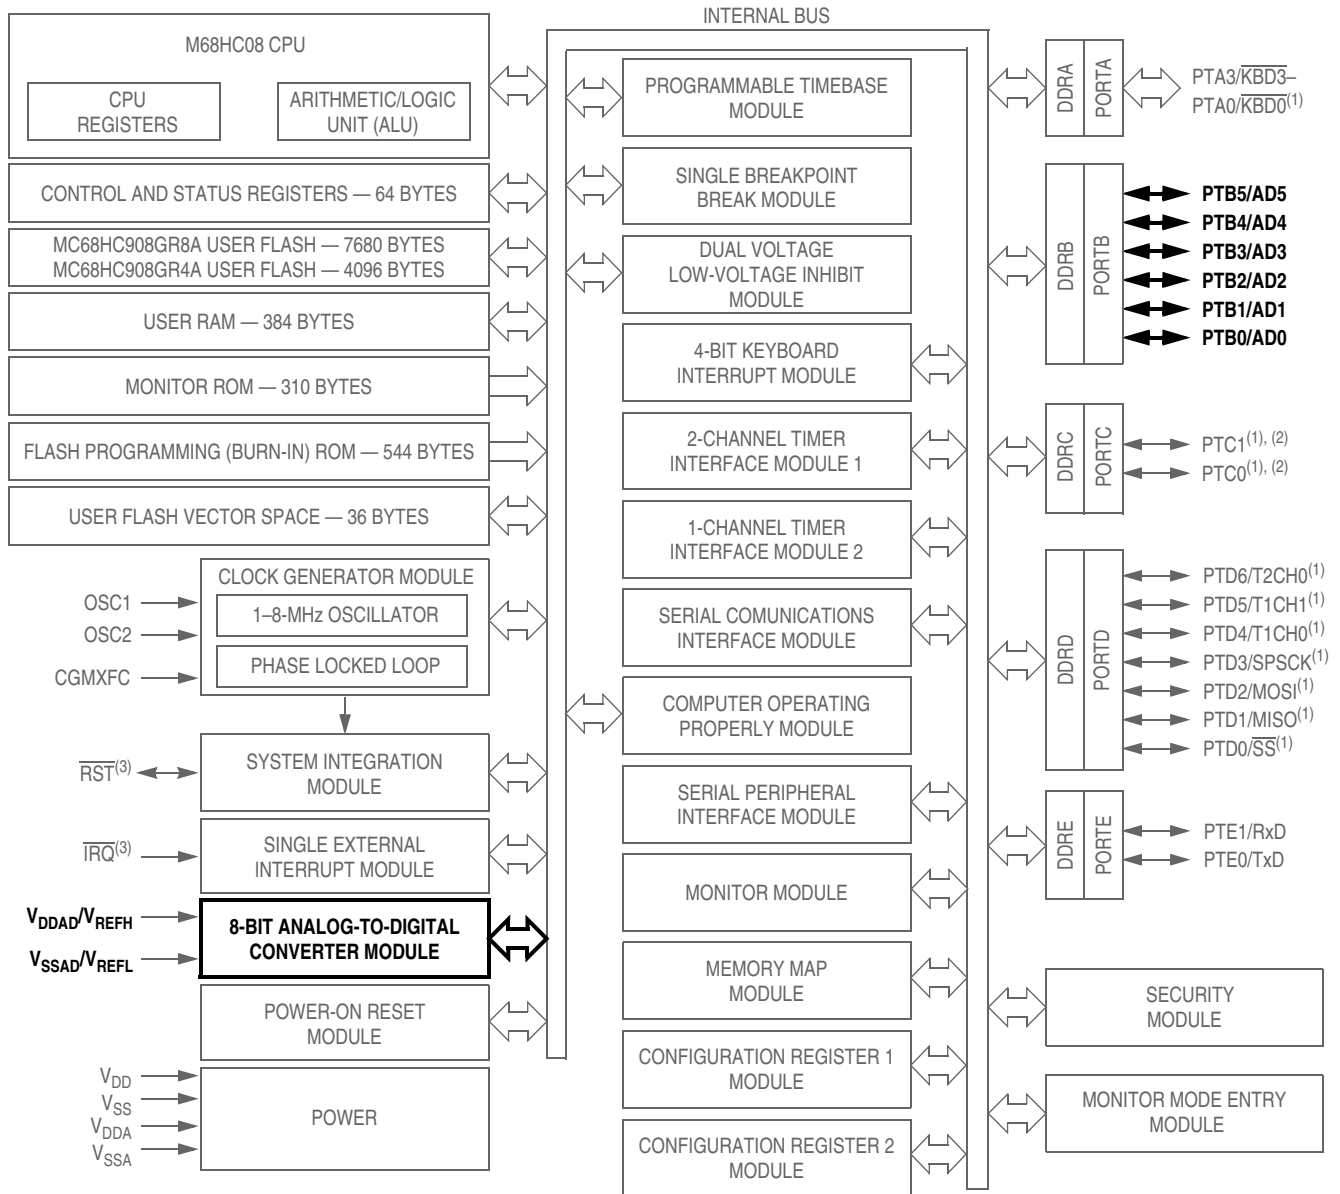 INTERNAL BUS
M68HC08 CPU
CPU
REGISTERS
ARITHMETIC/LOGIC
UNIT (ALU)
CONTROL AND STATUS REGISTERS — 64 BYTES
MC68HC908GR8A USER FLASH — 7680 BYTES
MC68HC908GR4A USER FLASH — 4096 BYTES
USER RAM — 384 BYTES
MONITOR ROM — 310 BYTES
FLASH PROGRAMMING (BURN-IN) ROM — 544 BYTES
USER FLASH VECTOR SPACE — 36 BYTES
CLOCK GENERATOR MODULE
1–8-MHz OSCILLATOR
PHASE LOCKED LOOP
OSC1
OSC2
CGMXFC
SYSTEM INTEGRATION
MODULE
RST(3)
SINGLE EXTERNAL
INTERRUPT MODULE
IRQ(3)
8-BIT ANALOG-TO-DIGITAL
CONVERTER MODULE
VDDAD/VREFH
VSSAD/VREFL
POWER-ON RESET
MODULE
POWER
VDD
VSS
VDDA
VSSA
PROGRAMMABLE TIMEBASE
MODULE
SINGLE BREAKPOINT
BREAK MODULE
DUAL VOLTAGE
LOW-VOLTAGE INHIBIT
MODULE
4-BIT KEYBOARD
INTERRUPT MODULE
2-CHANNEL TIMER
INTERFACE MODULE 1
1-CHANNEL TIMER
INTERFACE MODULE 2
SERIAL COMUNICATIONS
INTERFACE MODULE
COMPUTER OPERATING
PROPERLY MODULE
SERIAL PERIPHERAL
INTERFACE MODULE
MONITOR MODULE
MEMORY MAP
MODULE
CONFIGURATION REGISTER 1
MODULE
CONFIGURATION REGISTER 2
MODULE
DDRA
PORTA
PTA3/KBD3–
PTA0/KBD0(1)
DDRB
PORTB
PTB5/AD5
PTB4/AD4
PTB3/AD3
PTB2/AD2
PTB1/AD1
PTB0/AD0
DDRC
PORTC
PTC1(1), (2)
PTC0(1), (2)
DDRD
PORTD
PTD6/T2CH0(1)
PTD5/T1CH1(1)
PTD4/T1CH0(1)
PTD3/SPSCK(1)
PTD2/MOSI(1)
PTD1/MISO(1)
PTD0/SS(1)
DDRE
PORTE
PTE1/RxD
PTE0/TxD
SECURITY
MODULE
MONITOR MODE ENTRY
MODULE